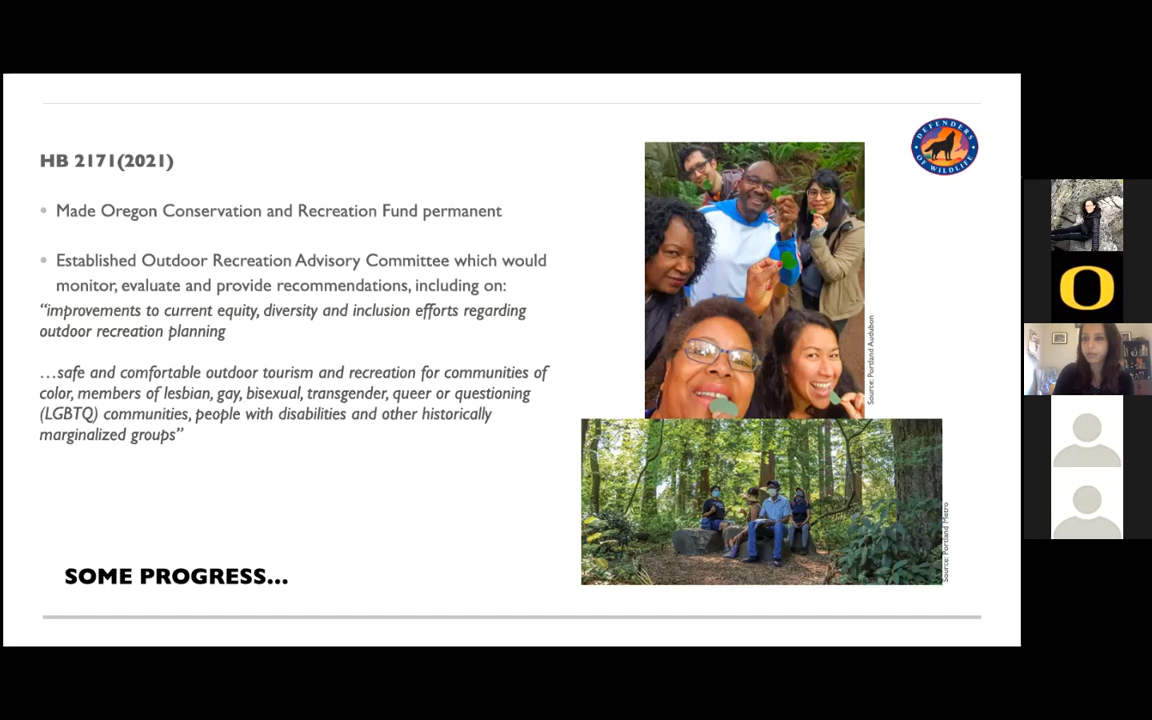 HB 2171(2021)
• Made Oregon Conservation and Recreation Fund permanent
• Established Outdoor Recreation Advisory Committee which would
monitor, evaluate and provide recommendations, including on:
“improvements to current equity, diversity and inclusion efforts regarding
outdoor recreation planning
…safe and comfortable outdoor tourism and recreation for communities of
color, members of lesbian, gay, bisexual, transgender, queer or questioning
(LGBTQ) communities, people with disabilities and other historically
marginalized groups”
SOME PROGRESS…
Source: Portland Audubon
Source: Portland Metro
DEFENDERS
OF WILDLIFE
O